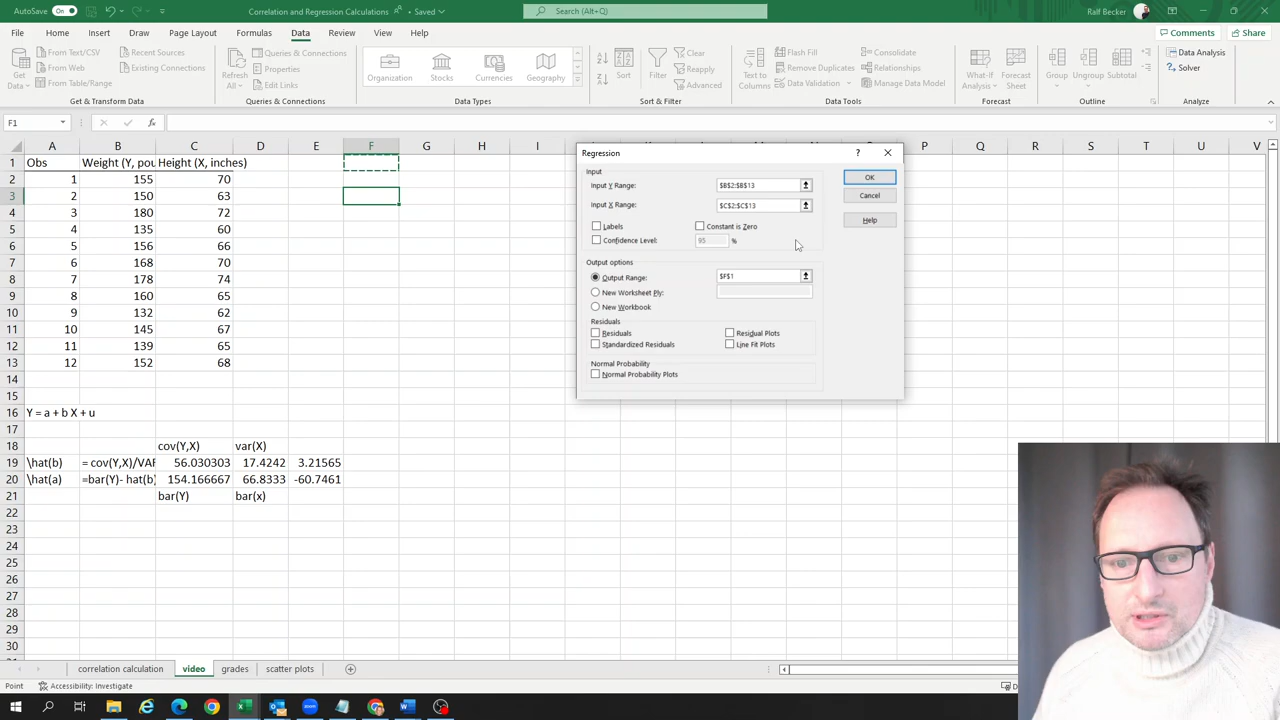 AutoSave On Correlation and Regression Calculations Saved Search (Alt+Q) Ralf Becker
File Home Insert Draw Page Layout Formulas Data Review View Help Comments Share
Get Data From Text/CSV From Web From Table/Range Recent Sources Existing Connections
Refresh All Queries & Connections Properties Edit Links
Organization Stocks Currencies Geography
Sort Filter Clear Reapply Advanced
Text to Columns Flash Fill Remove Duplicates Data Validation Consolidate Relationships Manage Data Model
What-If Analysis Forecast Sheet Group Ungroup Subtotal Data Analysis Solver
Get & Transform Data Queries & Connections Data Types Sort & Filter Data Tools Forecast Outline Analyze
F1 fx
A B C D E F G H I P Q R S T U V
1 Obs Weight (Y, pou Height (X, inches)
2 1 155 70
3 2 150 63
4 3 180 72
5 4 135 60
6 5 156 66
7 6 168 70
8 7 178 74
9 8 160 65
10 9 132 62
11 10 145 67
12 11 139 65
13 12 152 68
14
15
16 Y = a + b X + u
17
18 cov(Y,X) var(X)
19 \hat(b) = cov(Y,X)/VAR 56.030303 17.4242 3.21565
20 \hat(a) =bar(Y)- hat(b) 154.166667 66.8333 -60.7461
21 bar(Y) bar(x)
22
23
24
25
26
27
28
29
30
Regression ?
Input
Input Y Range: $B$2:$B$13
Input X Range: $C$2:$C$13
Labels Constant is Zero
Confidence Level: 95 %
Output options
Output Range: $F$1
New Worksheet Ply:
New Workbook
Residuals
Residuals Residual Plots
Standardized Residuals Line Fit Plots
Normal Probability
Normal Probability Plots
OK
Cancel
Help
correlation calculation video grades scatter plots
Point Accessibility: Investigate